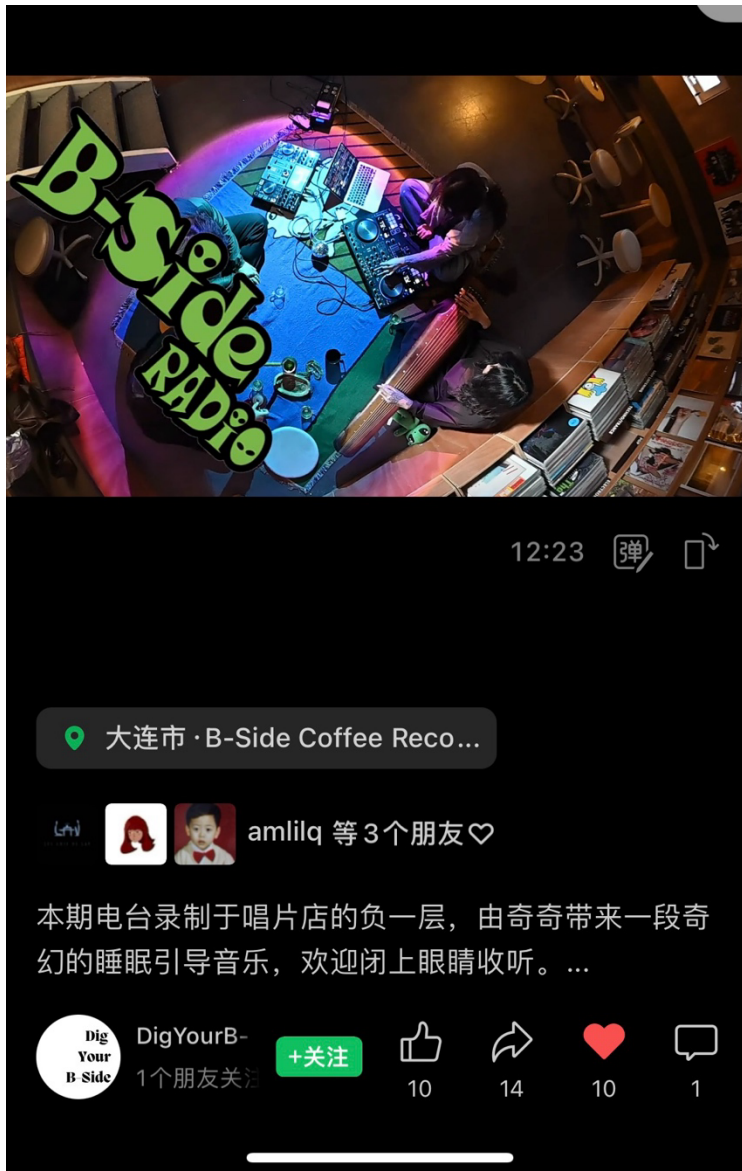 B-Side
RADIO
12:23
弹
大连市 · B-Side Coffee Reco...
amlilq 等3个朋友♡
本期电台录制于唱片店的负一层，由奇奇带来一段奇
幻的睡眠引导音乐，欢迎闭上眼睛收听。...
Dig
Your
B-Side
DigYourB-
1个朋友关注
+关注
10
14
10
1